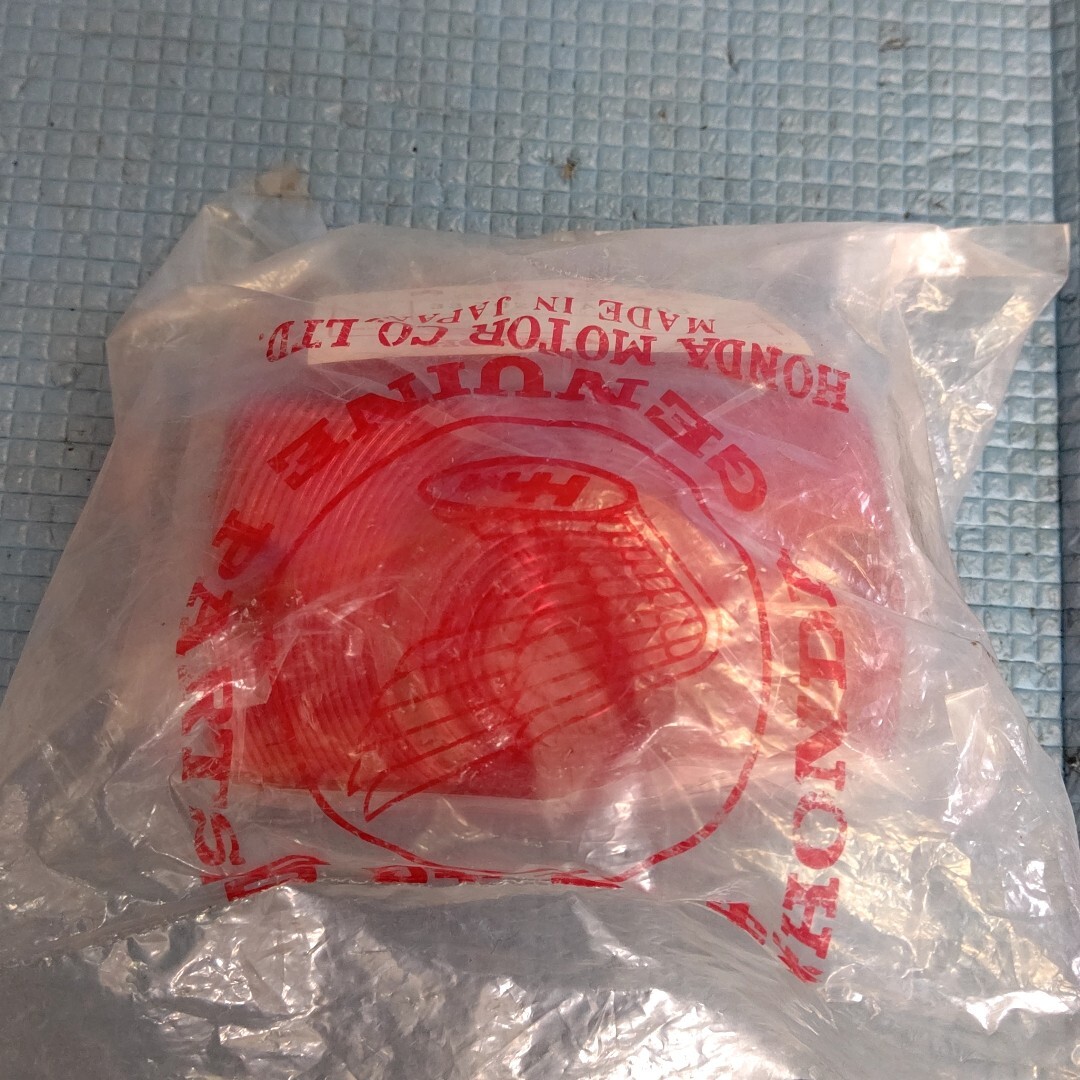 HONDA GENUINE PARTS
HONDA MOTOR CO LTD.
MADE IN JAPAN